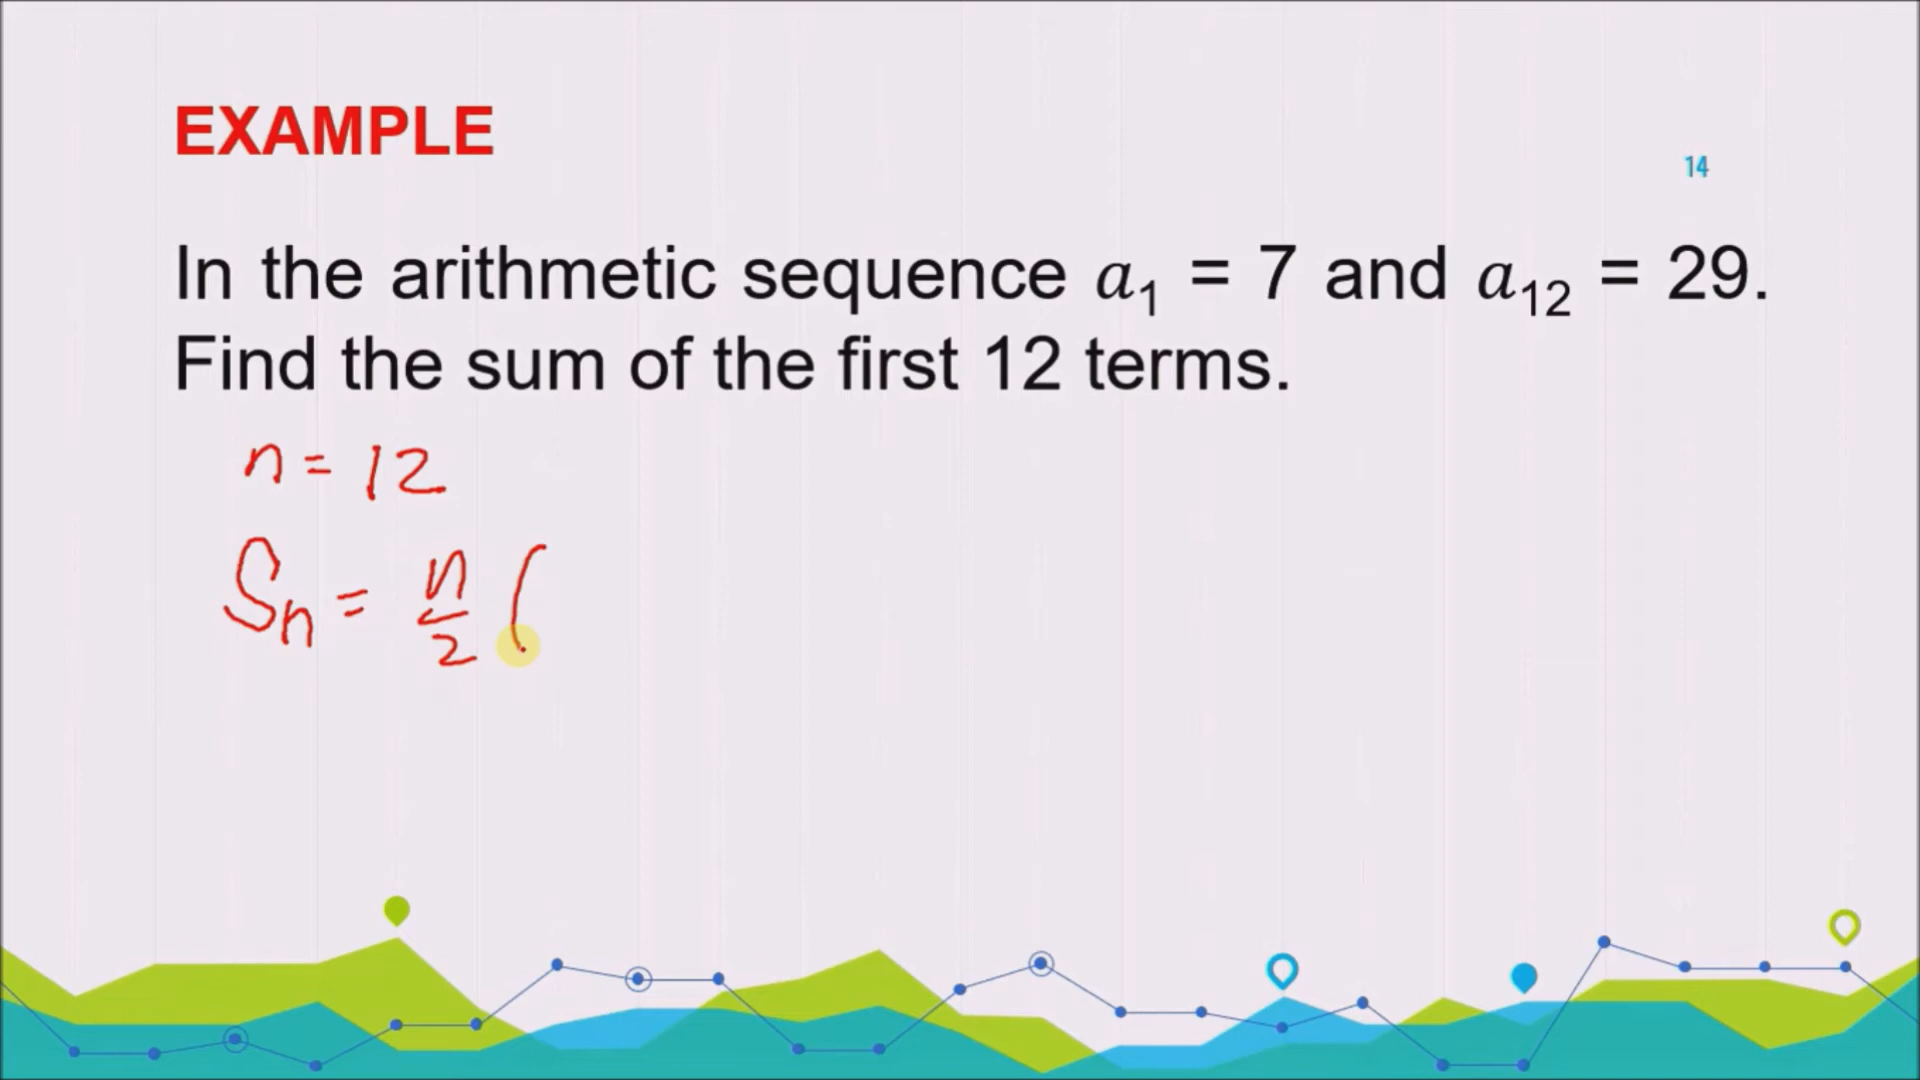 EXAMPLE
14
In the arithmetic sequence a₁ = 7 and a₁₂ = 29.
Find the sum of the first 12 terms.
n = 12
Sₙ = n/2 (